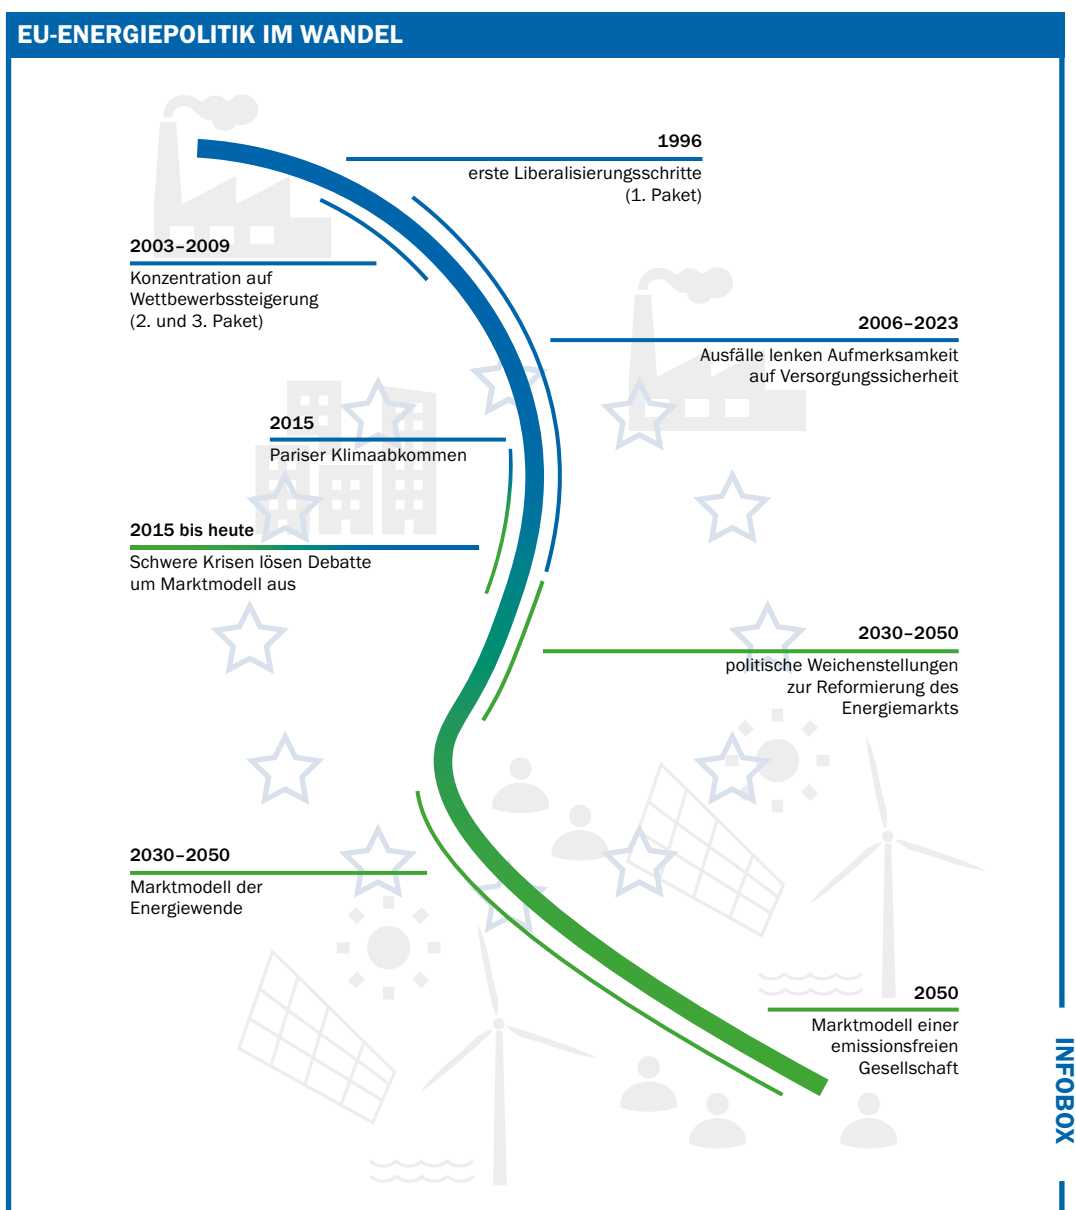 EU-ENERGIEPOLITIK IM WANDEL
1996
erste Liberalisierungsschritte
(1. Paket)
2003–2009
Konzentration auf
Wettbewerbssteigerung
(2. und 3. Paket)
2006–2023
Ausfälle lenken Aufmerksamkeit
auf Versorgungssicherheit
2015
Pariser Klimaabkommen
2015 bis heute
Schwere Krisen lösen Debatte
um Marktmodell aus
2030–2050
politische Weichenstellungen
zur Reformierung des
Energiemarkts
2030–2050
Marktmodell der
Energiewende
2050
Marktmodell einer
emissionsfreien
Gesellschaft
INFOBOX